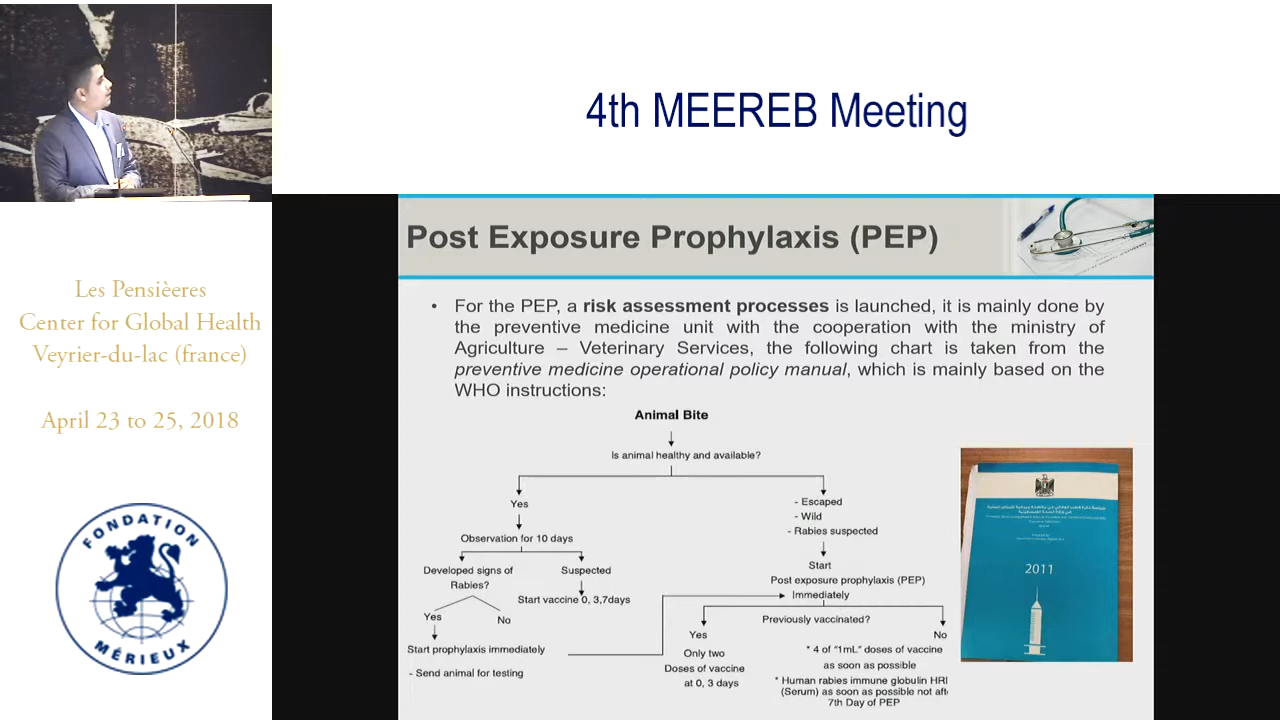 4th MEEREB Meeting
Les Pensièeres
Center for Global Health
Veyrier-du-lac (france)
April 23 to 25, 2018
FONDATION
MÉRIEUX
Post Exposure Prophylaxis (PEP)
• For the PEP, a risk assessment processes is launched, it is mainly done by
the preventive medicine unit with the cooperation with the ministry of
Agriculture – Veterinary Services, the following chart is taken from the
preventive medicine operational policy manual, which is mainly based on the
WHO instructions:
Animal Bite
Is animal healthy and available?
Yes
Observation for 10 days
Developed signs of
Rabies?
Yes
No
Start prophylaxis immediately
- Send animal for testing
Suspected
Start vaccine 0, 3,7days
- Escaped
- Wild
- Rabies suspected
Start
Post exposure prophylaxis (PEP)
Immediately
Previously vaccinated?
Yes
Only two
Doses of vaccine
at 0, 3 days
No
* 4 of "1mL" doses of vaccine
as soon as possible
* Human rabies immune globulin HRI
(Serum) as soon as possible not aft
7th Day of PEP
2011